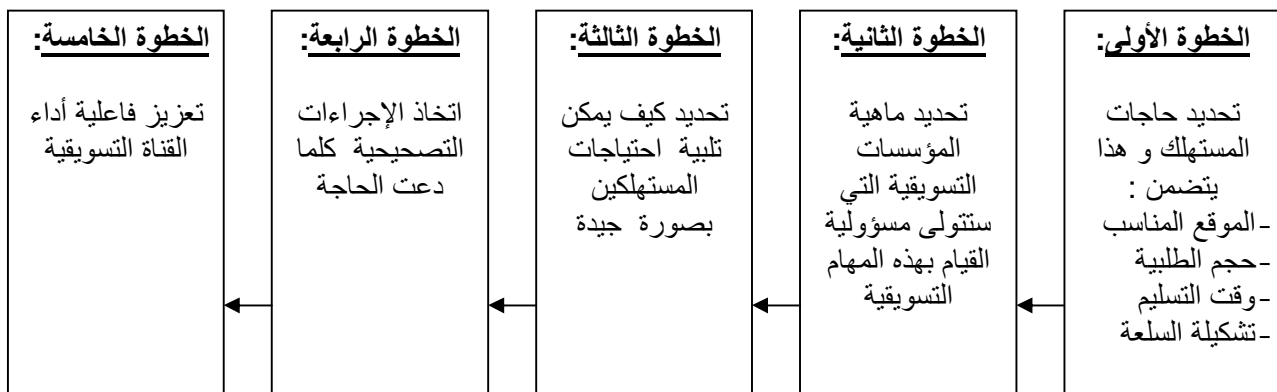 الخطوة الأولى:
تحديد حاجات
المستهلك و هذا
يتضمن :
-الموقع المناسب
-حجم الطلبية
-وقت التسليم
-تشكيلة السلعة
الخطوة الثانية:
تحديد ماهية
المؤسسات
التسويقية التي
ستتولى مسؤولية
القيام بهذه المهام
التسويقية
الخطوة الثالثة:
تحديد كيف يمكن
تلبية احتياجات
المستهلكين
بصورة جيدة
الخطوة الرابعة:
اتخاذ الإجراءات
التصحيحية كلما
دعت الحاجة
الخطوة الخامسة:
تعزيز فاعلية أداء
القناة التسويقية